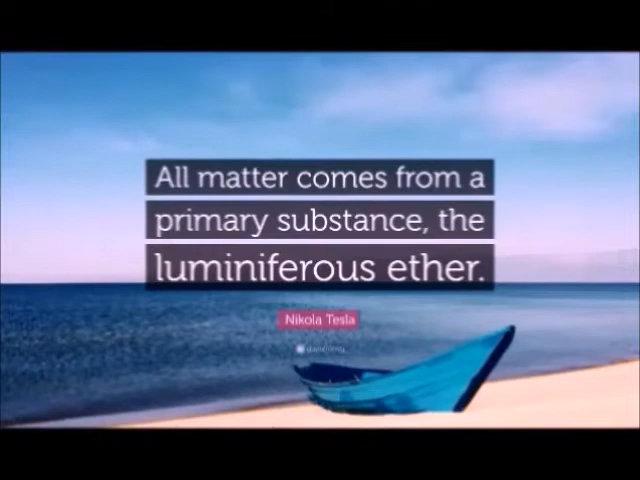 All matter comes from a
primary substance, the
luminiferous ether.
Nikola Tesla